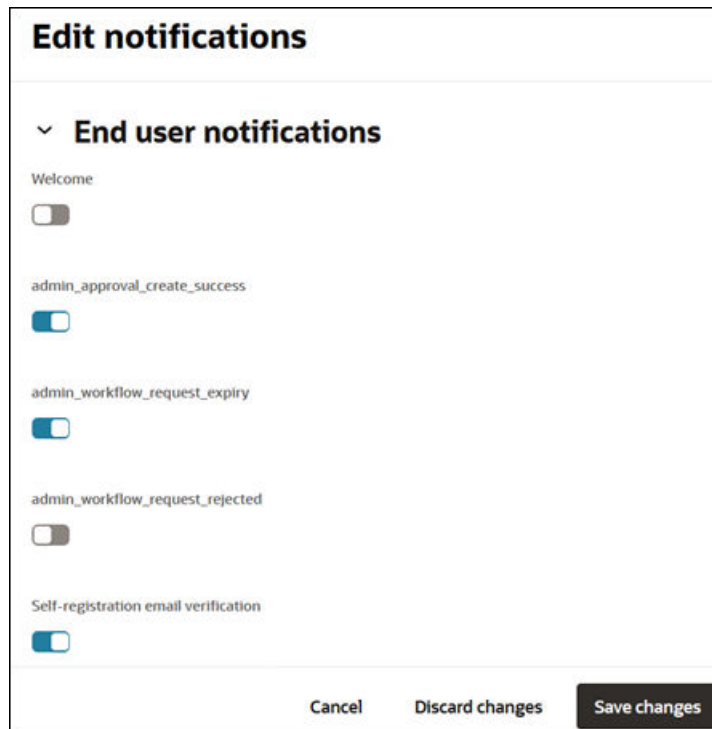 Edit notifications
End user notifications
Welcome
admin_approval_create_success
admin_workflow_request_expiry
admin_workflow_request_rejected
Self-registration email verification
Cancel Discard changes Save changes